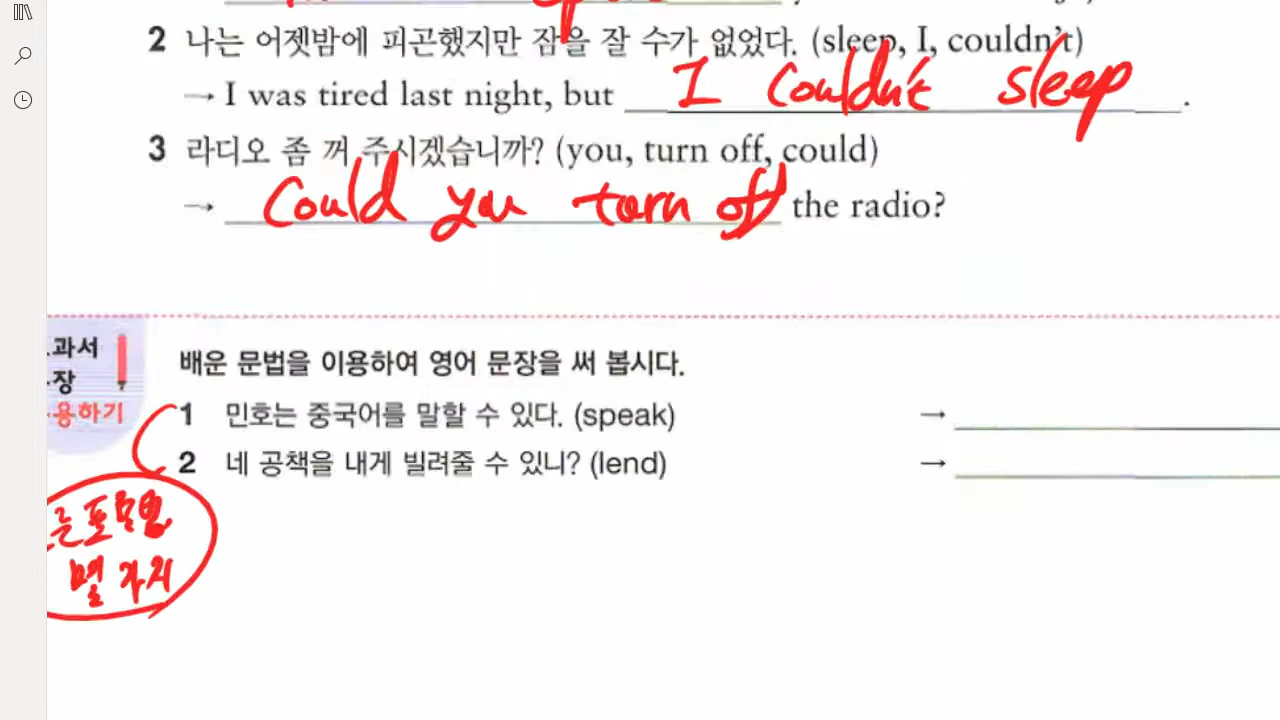 2 나는 어젯밤에 피곤했지만 잠을 잘 수가 없었다. (sleep, I, couldn't)
→ I was tired last night, but I couldn't sleep.
3 라디오 좀 꺼 주시겠습니까? (you, turn off, could)
→ Could you turn off the radio?
과서
장
용하기
배운 문법을 이용하여 영어 문장을 써 봅시다.
1 민호는 중국어를 말할 수 있다. (speak) →
2 네 공책을 내게 빌려줄 수 있니? (lend) →